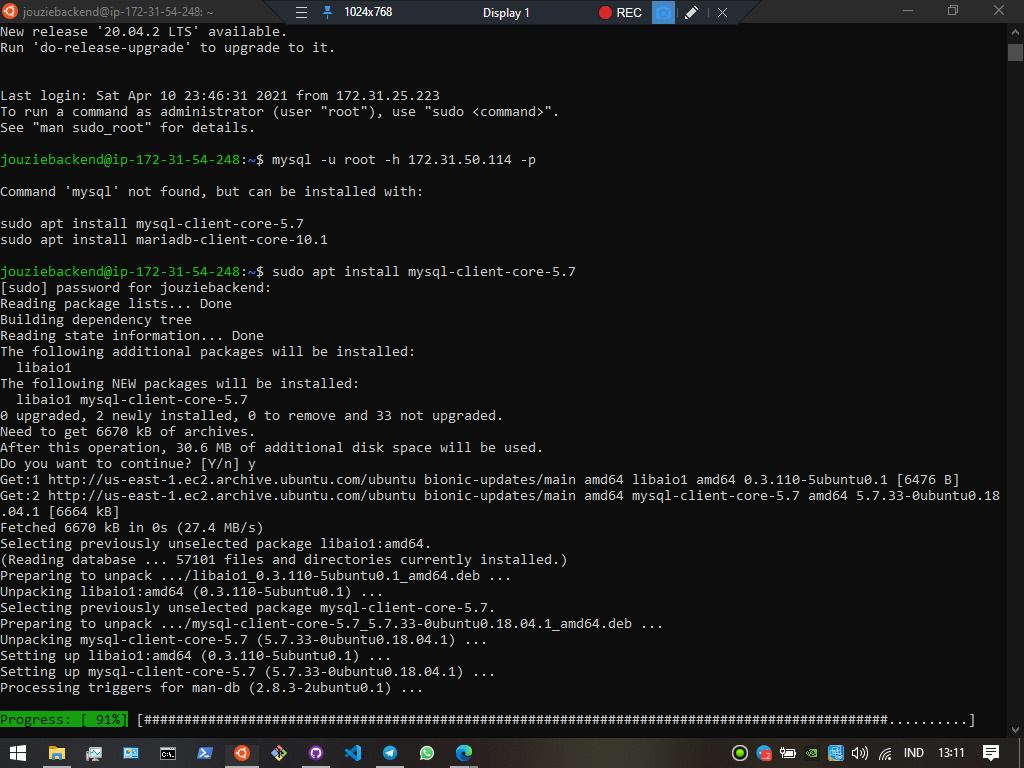 jouziebackend@ip-172-31-54-248: ~
1024x768
Display 1
REC
New release '20.04.2 LTS' available.
Run 'do-release-upgrade' to upgrade to it.
Last login: Sat Apr 10 23:46:31 2021 from 172.31.25.223
To run a command as administrator (user "root"), use "sudo <command>".
See "man sudo_root" for details.
jouziebackend@ip-172-31-54-248:~$ mysql -u root -h 172.31.50.114 -p
Command 'mysql' not found, but can be installed with:
sudo apt install mysql-client-core-5.7
sudo apt install mariadb-client-core-10.1
jouziebackend@ip-172-31-54-248:~$ sudo apt install mysql-client-core-5.7
[sudo] password for jouziebackend:
Reading package lists... Done
Building dependency tree
Reading state information... Done
The following additional packages will be installed:
  libaio1
The following NEW packages will be installed:
  libaio1 mysql-client-core-5.7
0 upgraded, 2 newly installed, 0 to remove and 33 not upgraded.
Need to get 6670 kB of archives.
After this operation, 30.6 MB of additional disk space will be used.
Do you want to continue? [Y/n] y
Get:1 http://us-east-1.ec2.archive.ubuntu.com/ubuntu bionic-updates/main amd64 libaio1 amd64 0.3.110-5ubuntu0.1 [6476 B]
Get:2 http://us-east-1.ec2.archive.ubuntu.com/ubuntu bionic-updates/main amd64 mysql-client-core-5.7 amd64 5.7.33-0ubuntu0.18
.04.1 [6664 kB]
Fetched 6670 kB in 0s (27.4 MB/s)
Selecting previously unselected package libaio1:amd64.
(Reading database ... 57101 files and directories currently installed.)
Preparing to unpack .../libaio1_0.3.110-5ubuntu0.1_amd64.deb ...
Unpacking libaio1:amd64 (0.3.110-5ubuntu0.1) ...
Selecting previously unselected package mysql-client-core-5.7.
Preparing to unpack .../mysql-client-core-5.7_5.7.33-0ubuntu0.18.04.1_amd64.deb ...
Unpacking mysql-client-core-5.7 (5.7.33-0ubuntu0.18.04.1) ...
Setting up libaio1:amd64 (0.3.110-5ubuntu0.1) ...
Setting up mysql-client-core-5.7 (5.7.33-0ubuntu0.18.04.1) ...
Processing triggers for man-db (2.8.3-2ubuntu0.1) ...
Progress: [ 91%] [#############################################################################################..........]
IND
13:11